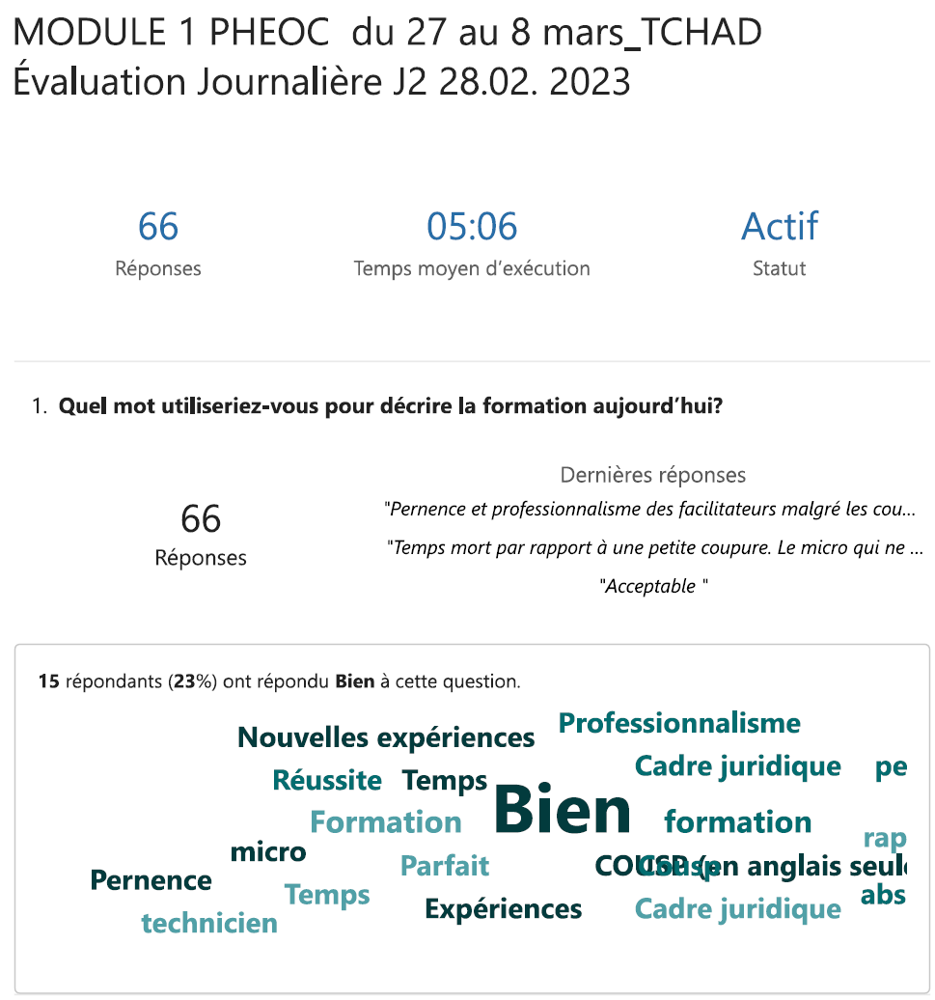 MODULE 1 PHEOC du 27 au 8 mars_TCHAD
Évaluation Journalière J2 28.02. 2023
66
Réponses
05:06
Temps moyen d'exécution
Actif
Statut
1. Quel mot utiliseriez-vous pour décrire la formation aujourd'hui?
66
Réponses
Dernières réponses
"Pernence et professionnalisme des facilitateurs malgré les cou...
"Temps mort par rapport à une petite coupure. Le micro qui ne ...
"Acceptable "
15 répondants (23%) ont répondu Bien à cette question.
Professionnalisme
Nouvelles expériences
Cadre juridique pe
Réussite Temps
Bien
Formation formation
rap
micro
Parfait COUSP (en anglais seul
Cousp
Pernence
Temps abs
Expériences Cadre juridique
technicien